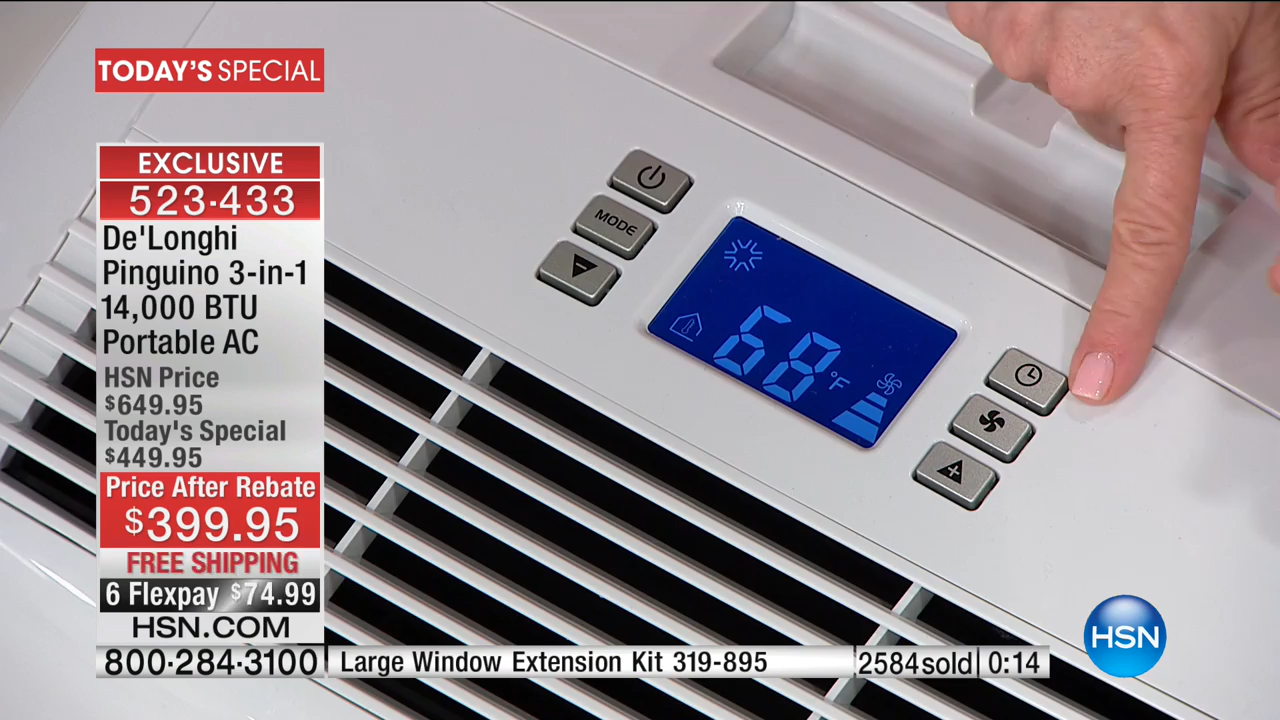 TODAY'S SPECIAL
EXCLUSIVE
523·433
De'Longhi
Pinguino 3-in-1
14,000 BTU
Portable AC
HSN Price
$649.95
Today's Special
$449.95
Price After Rebate
$399.95
FREE SHIPPING
6 Flexpay $74.99
HSN.COM
800·284·3100
Large Window Extension Kit 319-895
2584 sold
0:14
MODE
68°F
HSN